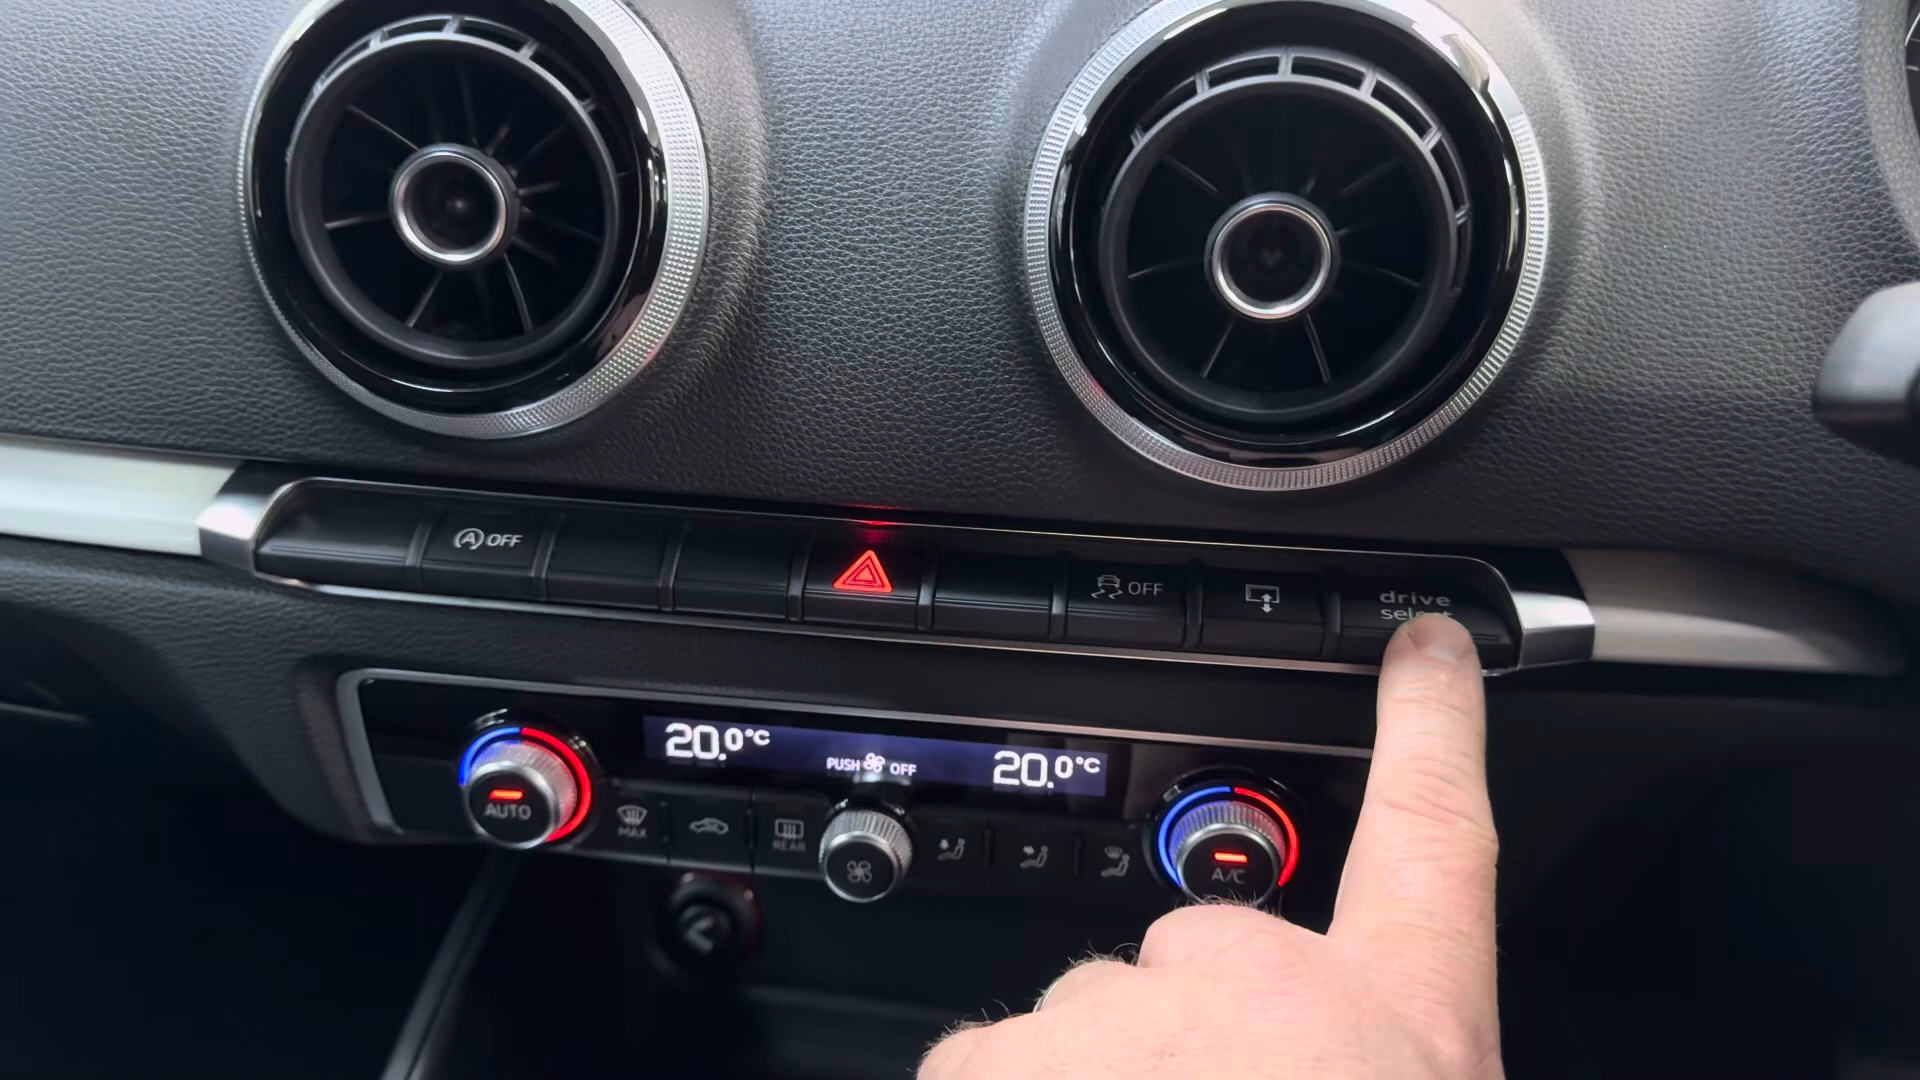 A OFF
OFF
drive
select
20.0°C
PUSH OFF
20.0°C
AUTO
MAX
REAR
A/C